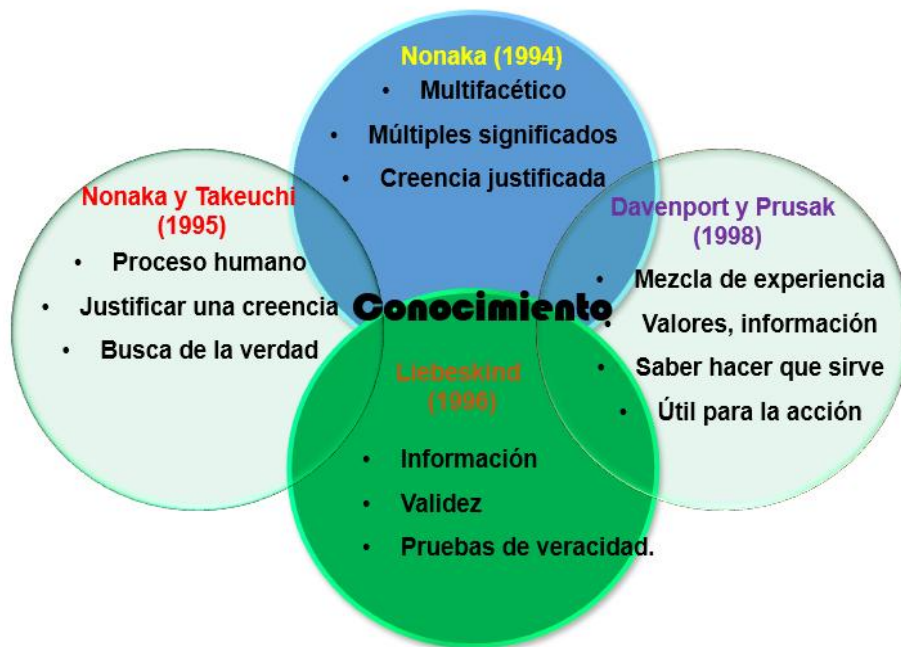 Nonaka (1994)
• Multifacético
• Múltiples significados
• Creencia justificada
Nonaka y Takeuchi
(1995)
• Proceso humano
• Justificar una creencia
• Busca de la verdad
Davenport y Prusak
(1998)
• Mezcla de experiencia
• Valores, información
• Saber hacer que sirve
• Útil para la acción
Conocimiento
Liebeskind
(1996)
• Información
• Validez
• Pruebas de veracidad.